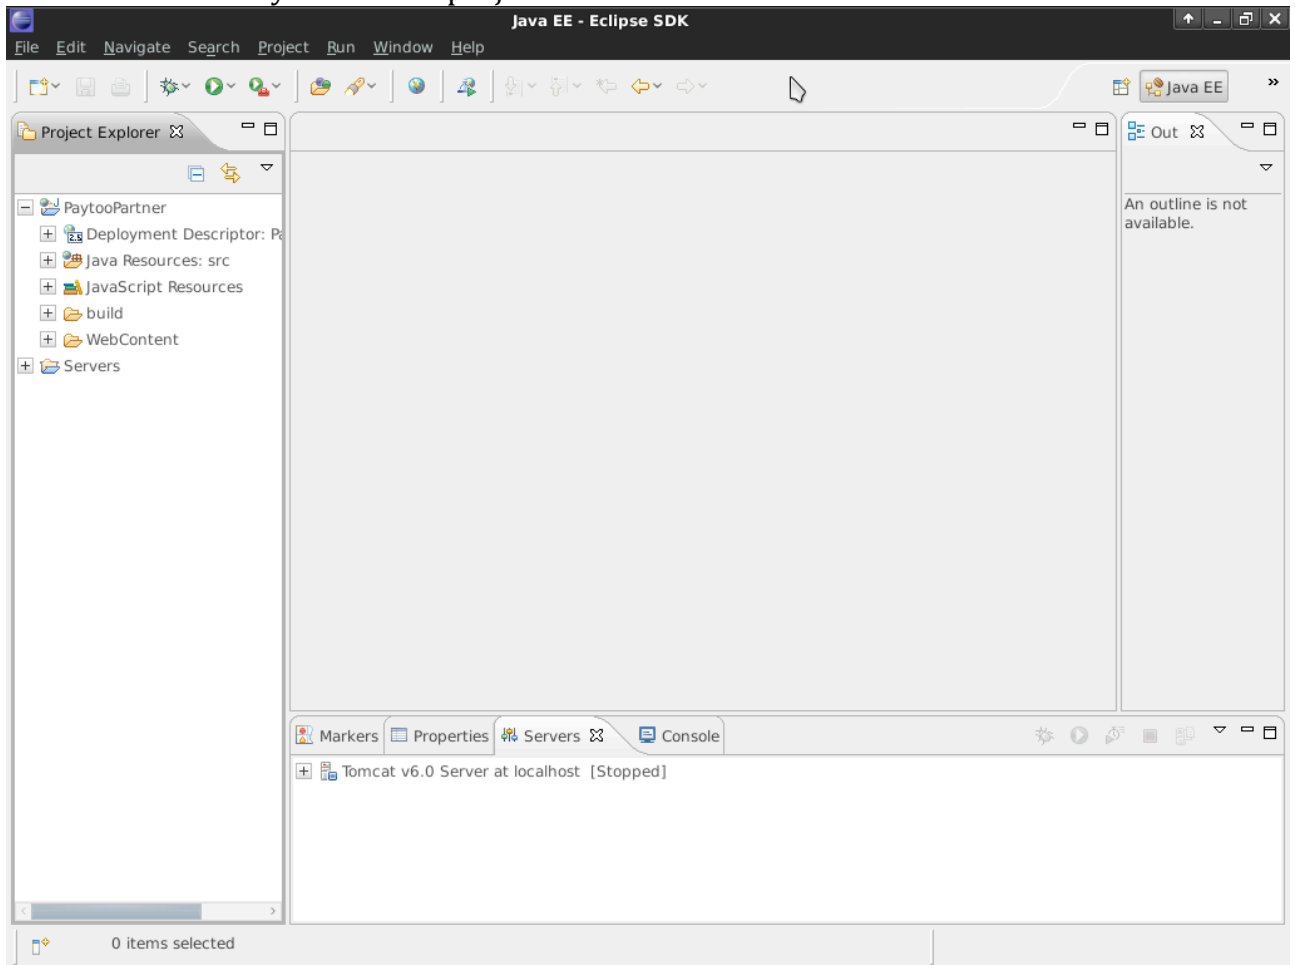 Java EE - Eclipse SDK
File Edit Navigate Search Project Run Window Help
Java EE »
Project Explorer
Out
PaytooPartner
Deployment Descriptor: Pa
Java Resources: src
JavaScript Resources
build
WebContent
Servers
An outline is not
available.
Markers Properties Servers Console
Tomcat v6.0 Server at localhost [Stopped]
0 items selected